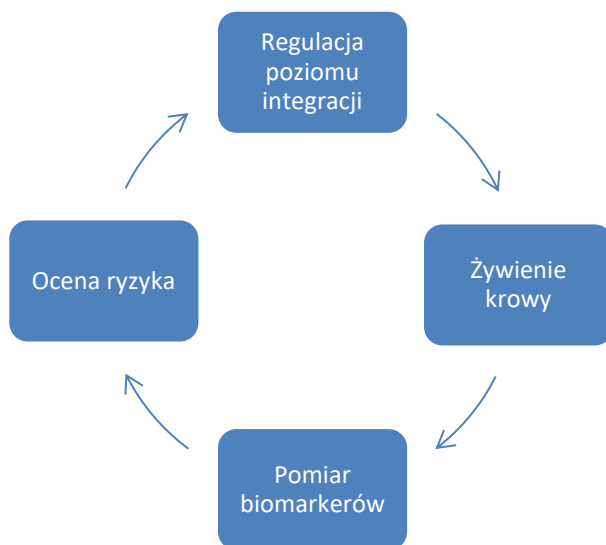 Regulacja
poziomu
integracji
Żywienie
krowy
Pomiar
biomarkerów
Ocena ryzyka